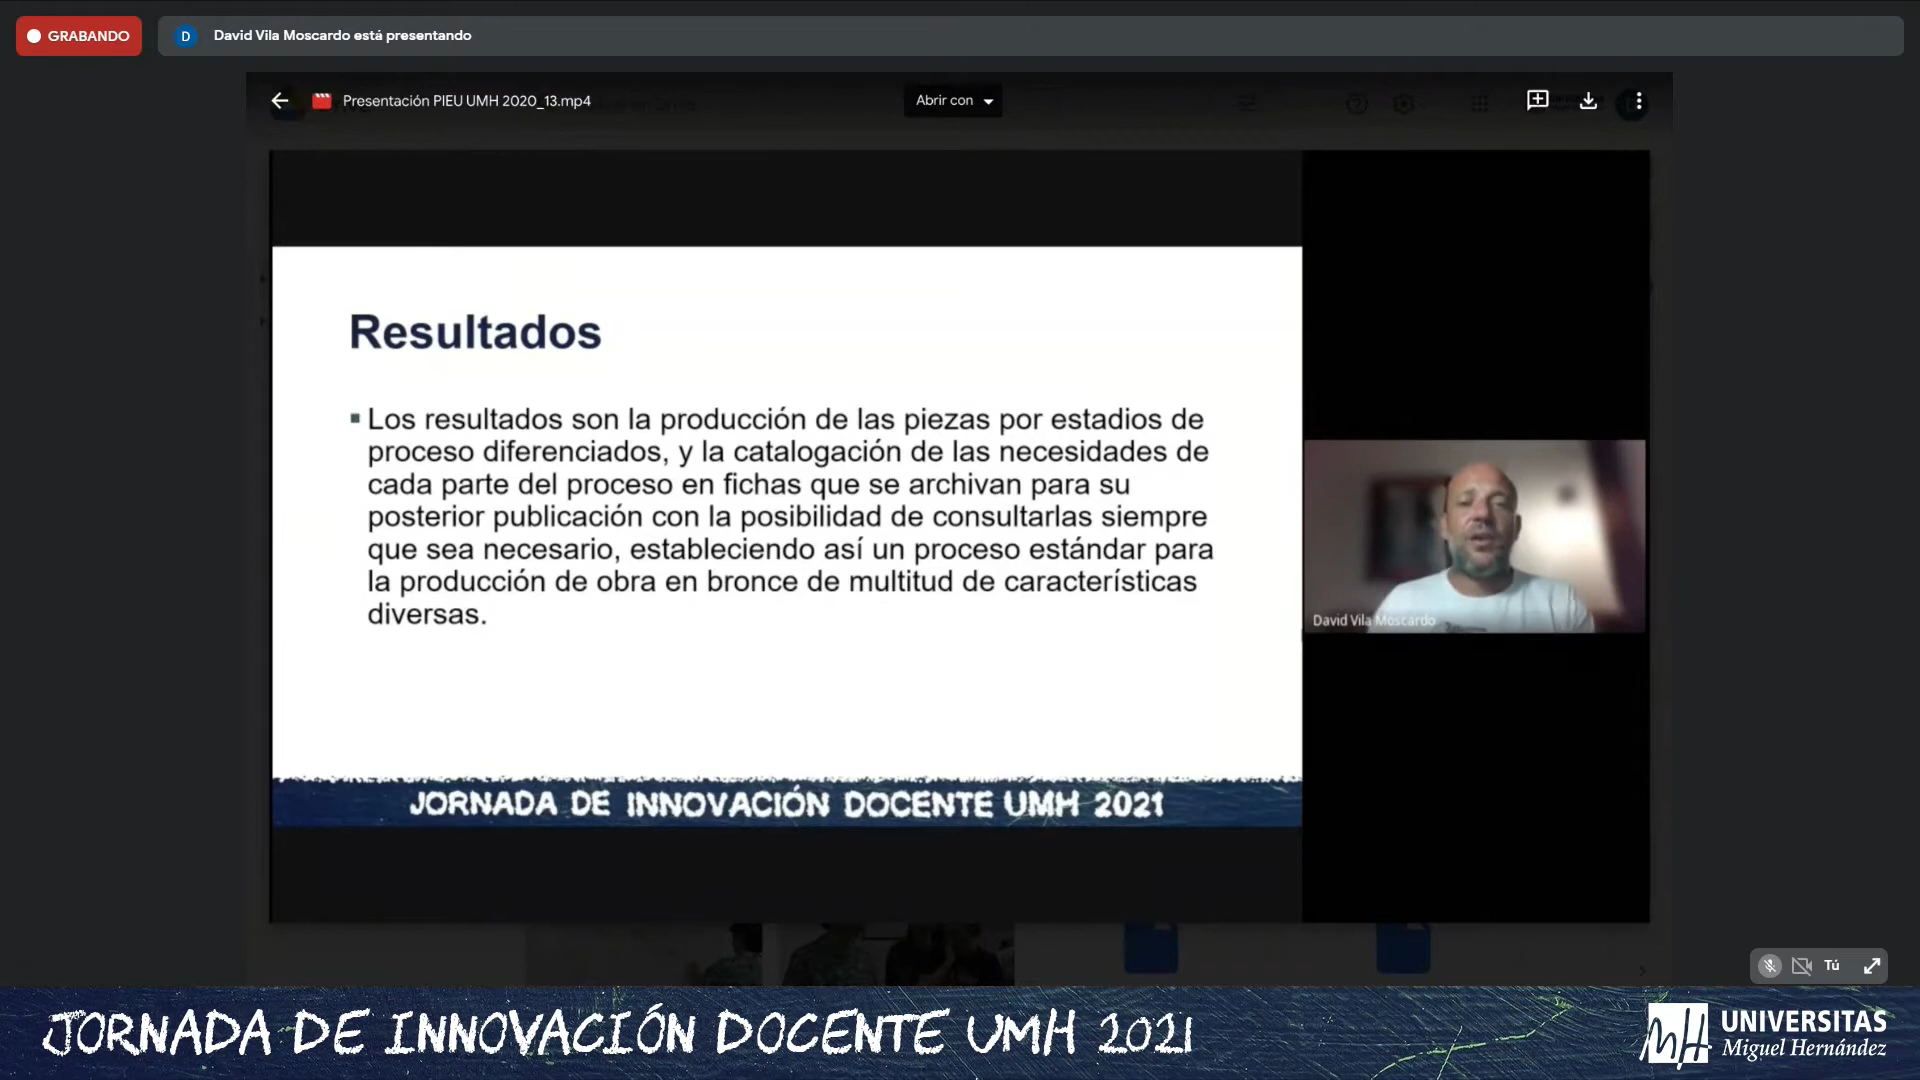 GRABANDO
D
David Vila Moscardo está presentando
Presentación PIEU UMH 2020_13.mp4
Abrir con
Resultados
Los resultados son la producción de las piezas por estadios de
proceso diferenciados, y la catalogación de las necesidades de
cada parte del proceso en fichas que se archivan para su
posterior publicación con la posibilidad de consultarlas siempre
que sea necesario, estableciendo así un proceso estándar para
la producción de obra en bronce de multitud de características
diversas.
David Vila Moscardo
JORNADA DE INNOVACIÓN DOCENTE UMH 2021
Tú
JORNADA DE INNOVACIÓN DOCENTE UMH 2021
UNIVERSITAS
Miguel Hernández